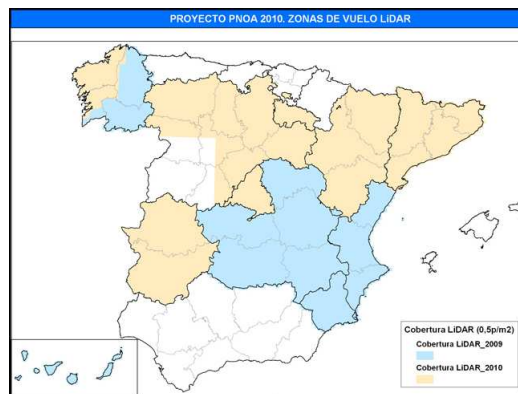 PROYECTO PNOA 2010. ZONAS DE VUELO LiDAR
Cobertura LiDAR (0,5p/m2)
Cobertura LiDAR_2009
Cobertura LiDAR_2010